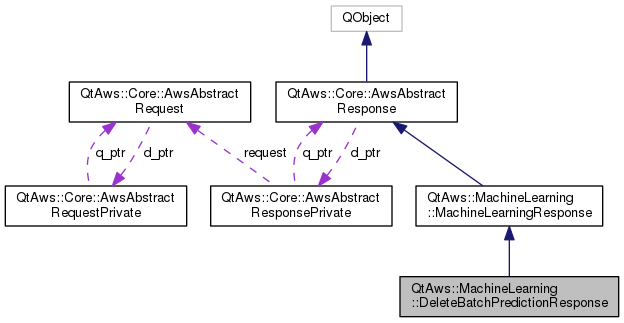 QObject
QtAws::Core::AwsAbstract
Request
QtAws::Core::AwsAbstract
Response
q_ptr
d_ptr
request
q_ptr
d_ptr
QtAws::Core::AwsAbstract
RequestPrivate
QtAws::Core::AwsAbstract
ResponsePrivate
QtAws::MachineLearning
::MachineLearningResponse
QtAws::MachineLearning
::DeleteBatchPredictionResponse